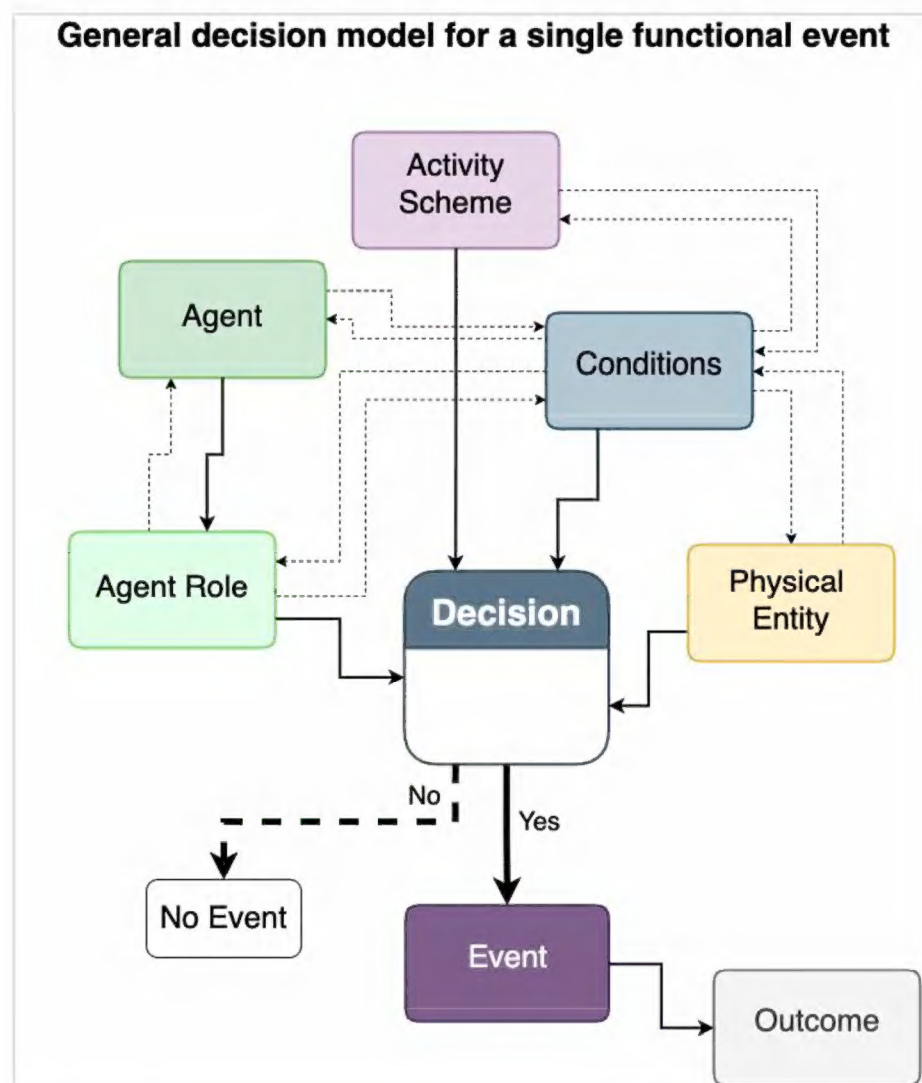 General decision model for a single functional event
Activity
Scheme
Agent
Conditions
Agent Role
Decision
Physical
Entity
No
Yes
No Event
Event
Outcome